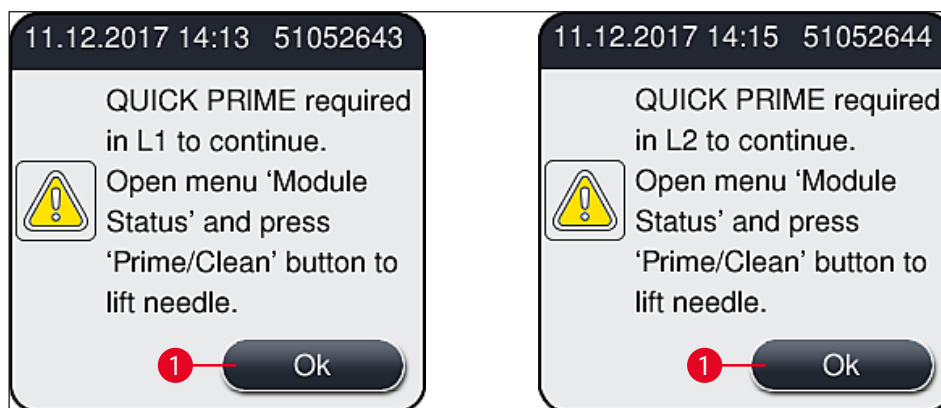 11.12.2017 14:13 51052643
QUICK PRIME required
in L1 to continue.
Open menu ‘Module
Status’ and press
‘Prime/Clean’ button to
lift needle.
1
Ok
11.12.2017 14:15 51052644
QUICK PRIME required
in L2 to continue.
Open menu ‘Module
Status’ and press
‘Prime/Clean’ button to
lift needle.
1
Ok